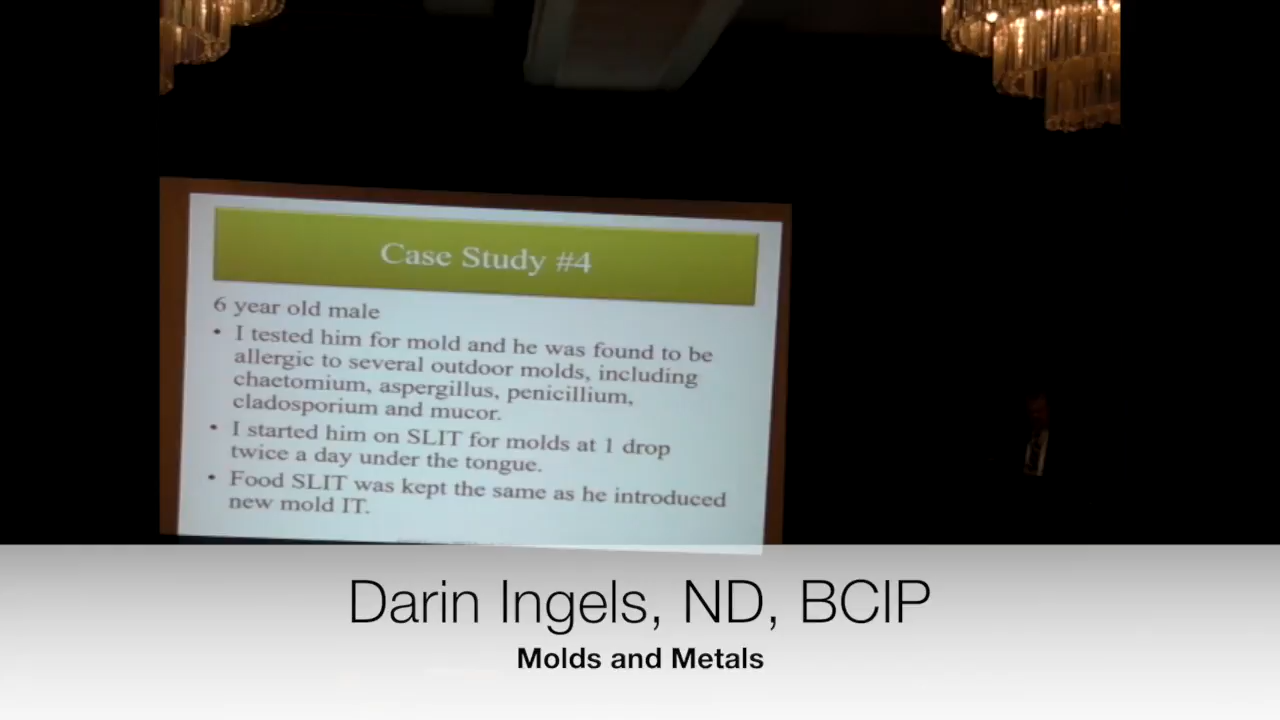 Case Study #4
6 year old male
• I tested him for mold and he was found to be
allergic to several outdoor molds, including
chaetomium, aspergillus, penicillium,
cladosporium and mucor.
• I started him on SLIT for molds at 1 drop
twice a day under the tongue.
• Food SLIT was kept the same as he introduced
new mold IT.
Darin Ingels, ND, BCIP
Molds and Metals